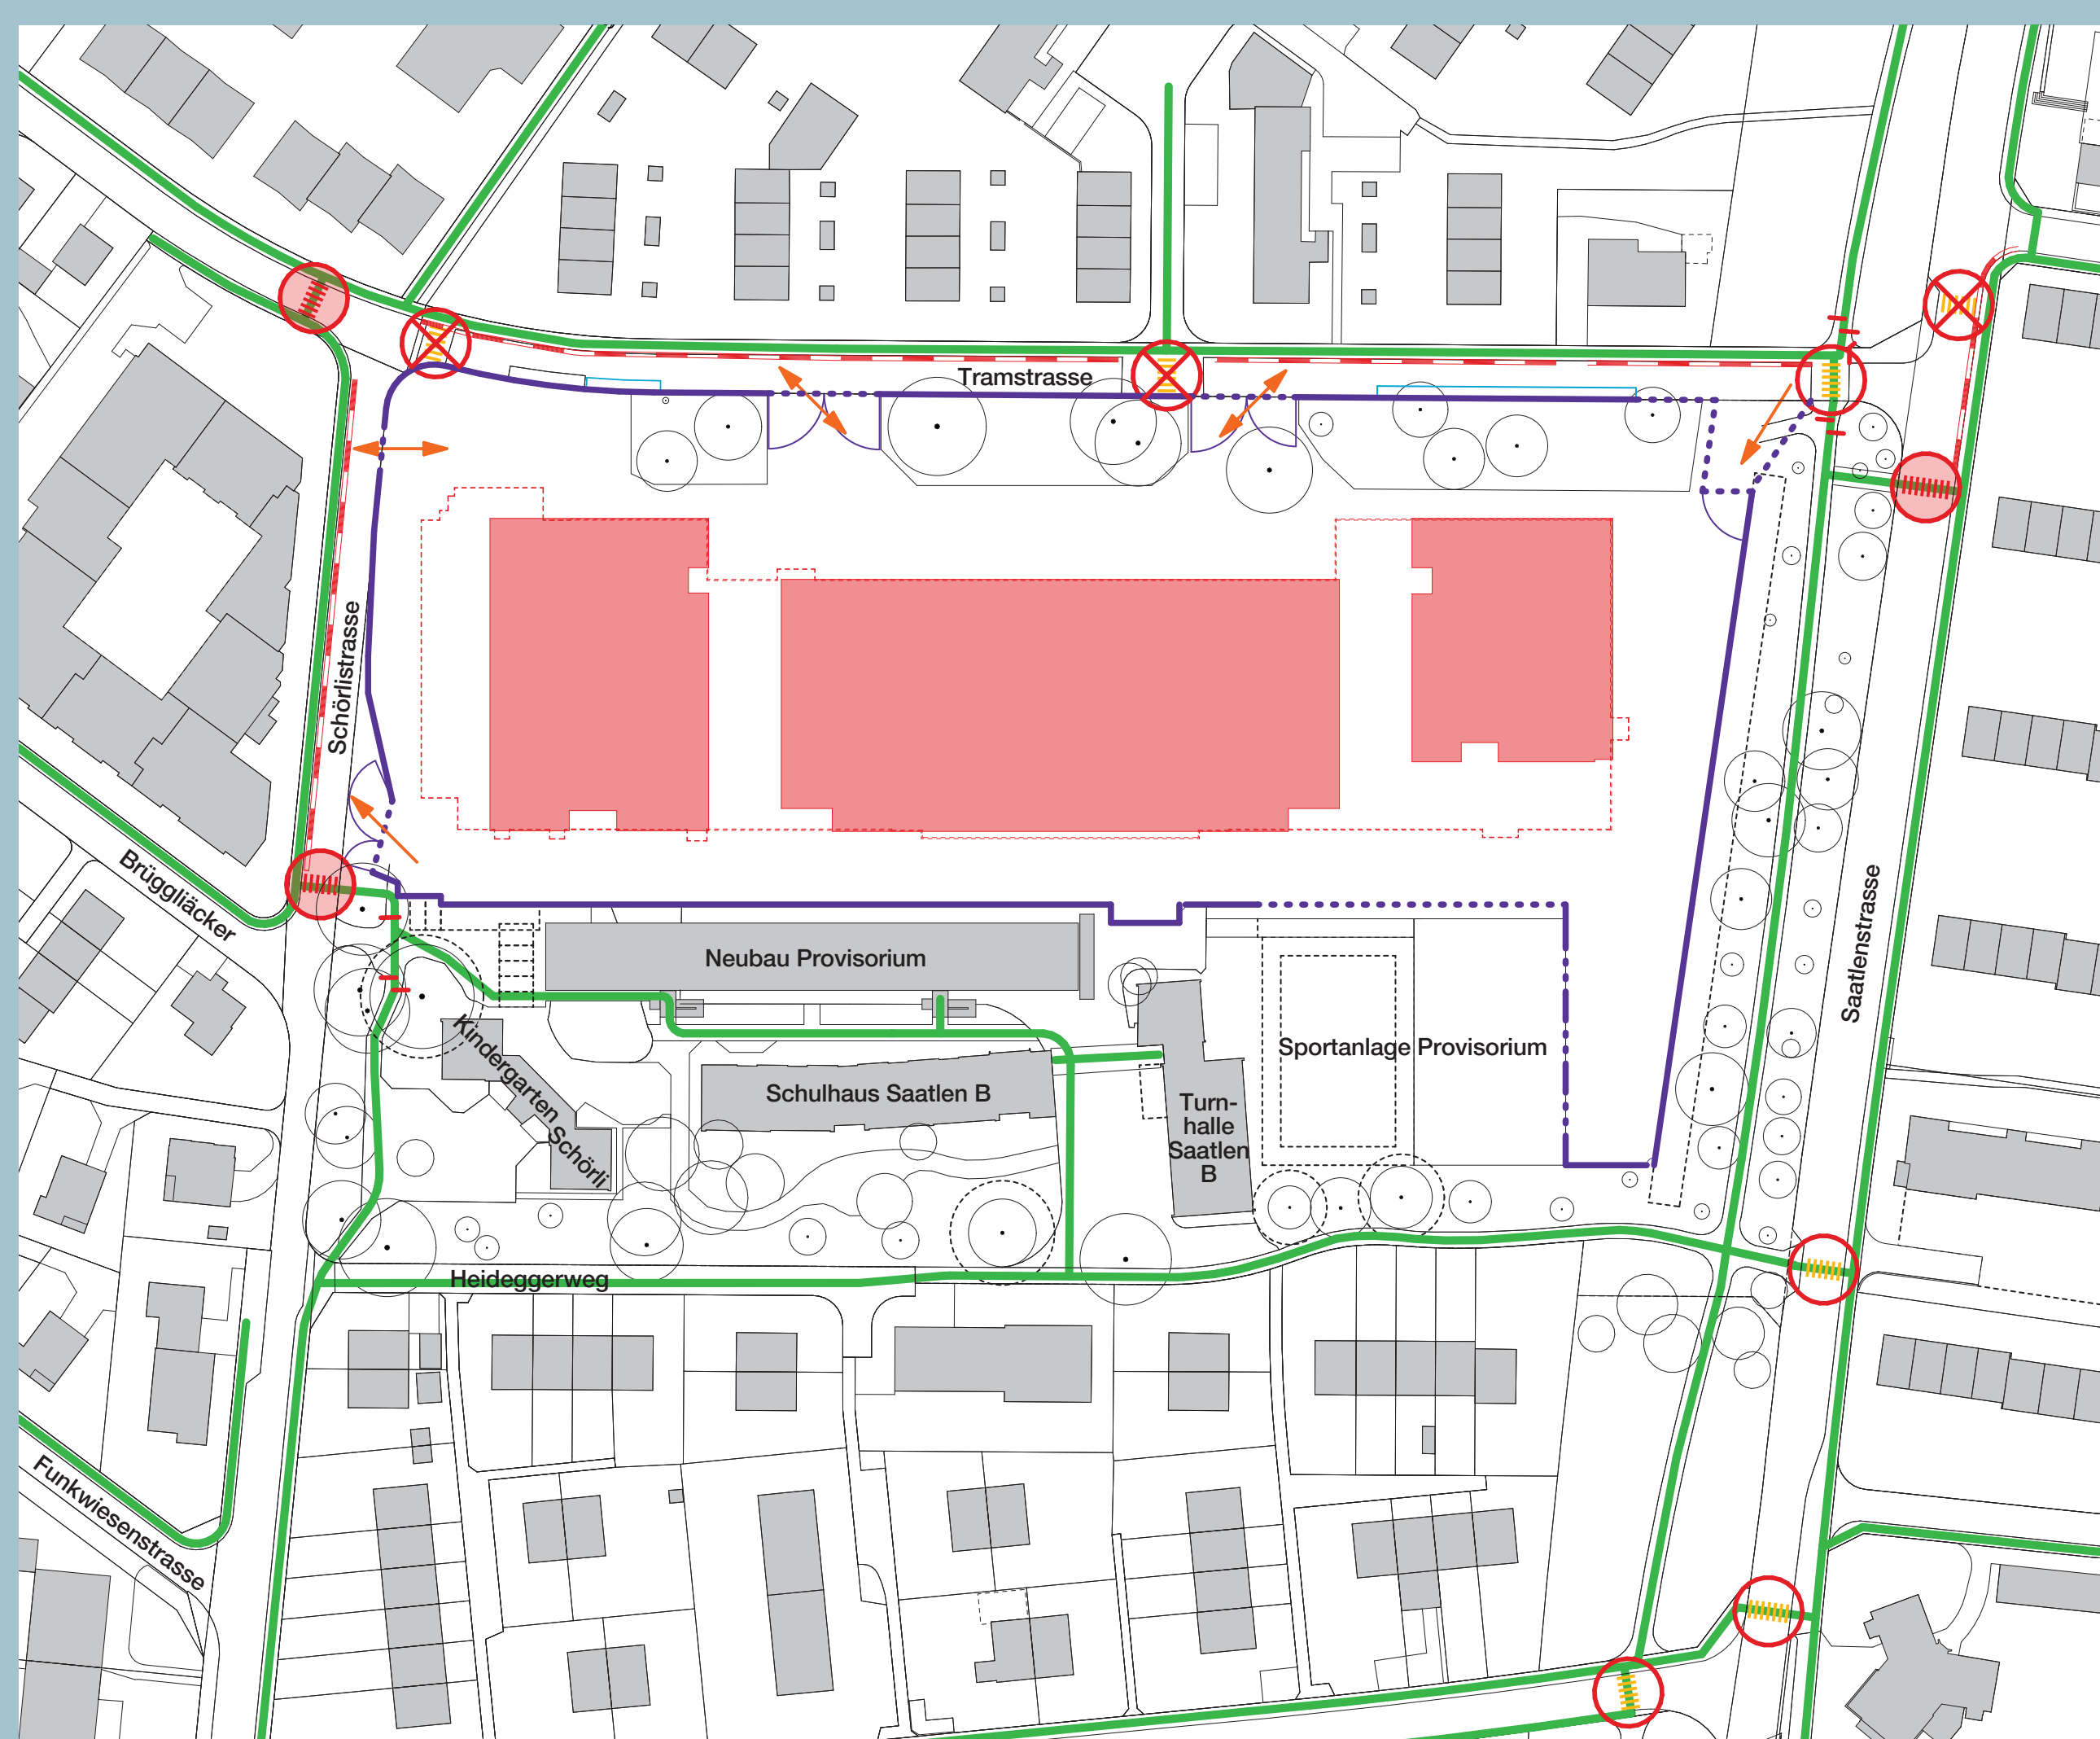 Tramstrasse
Schörlistrasse
Brüggliäcker
Saatlenstrasse
Neubau Provisorium
Kindergarten
Schörli
Schulhaus Saatlen B
Sportanlage Provisorium
Turn-
halle
Saatlen
B
Heideggerweg
Funkwiesenstrasse